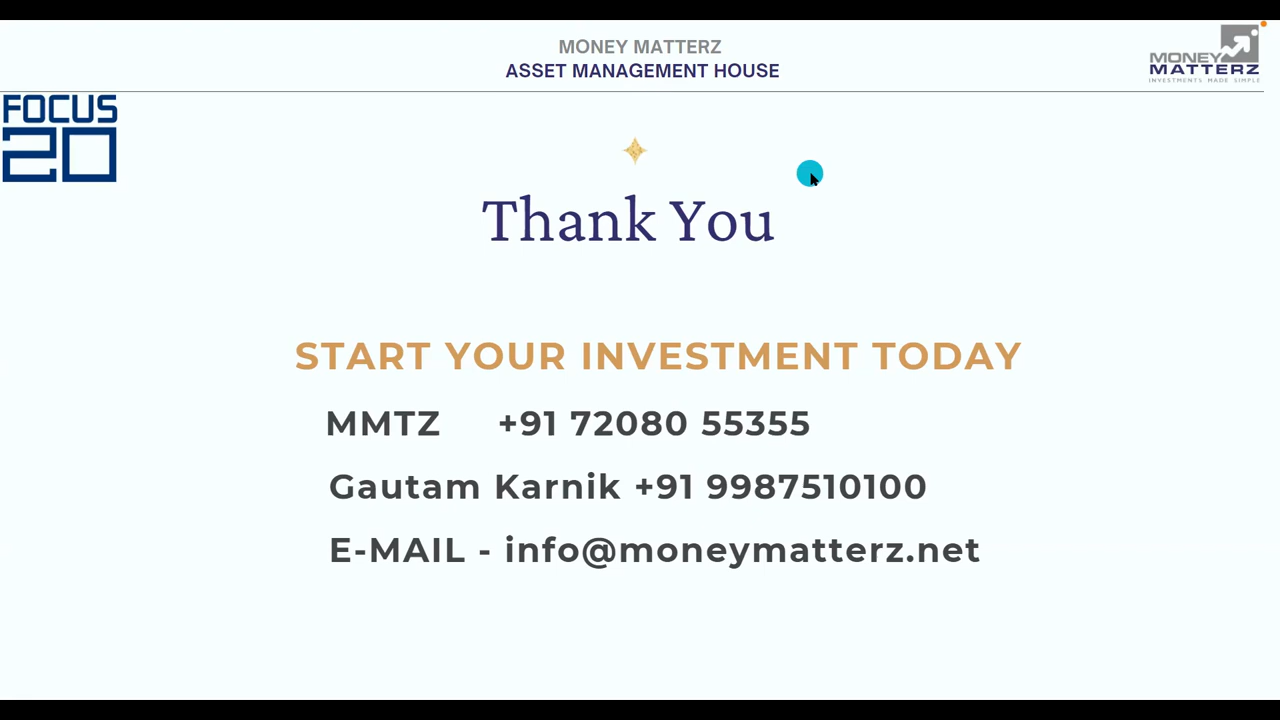 MONEY MATTERZ
ASSET MANAGEMENT HOUSE
MONEY
MATTERZ
INVESTMENTS MADE SIMPLE
FOCUS
20
Thank You
START YOUR INVESTMENT TODAY
MMTZ +91 72080 55355
Gautam Karnik +91 9987510100
E-MAIL - info@moneymatterz.net